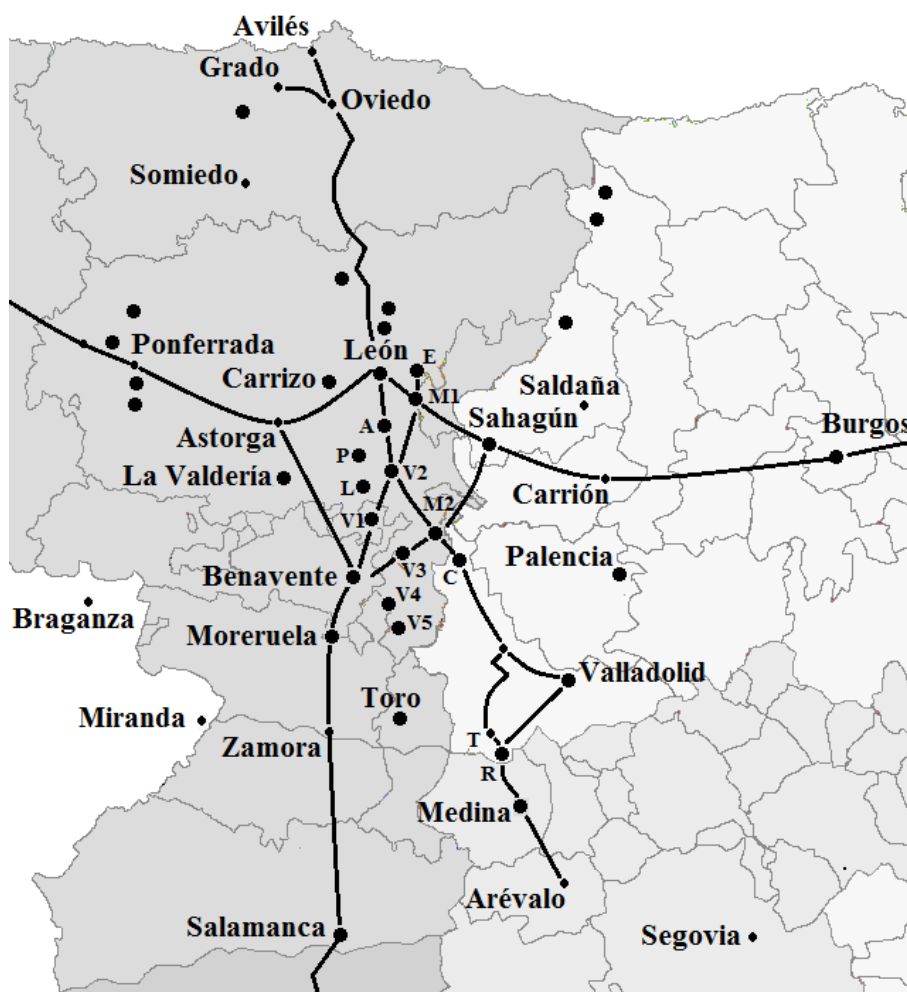 Avilés
Grado
Oviedo
Somiedo
Ponferrada
León
E
Carrizo
Saldaña
M1
Sahagún
Burgos
Astorga
A
P
La Valdería
V2
L
Carrión
M2
V1
Palencia
Benavente
V3
C
V4
Braganza
V5
Moreruela
Valladolid
Toro
Miranda
Zamora
T
R
Medina
Arévalo
Salamanca
Segovia